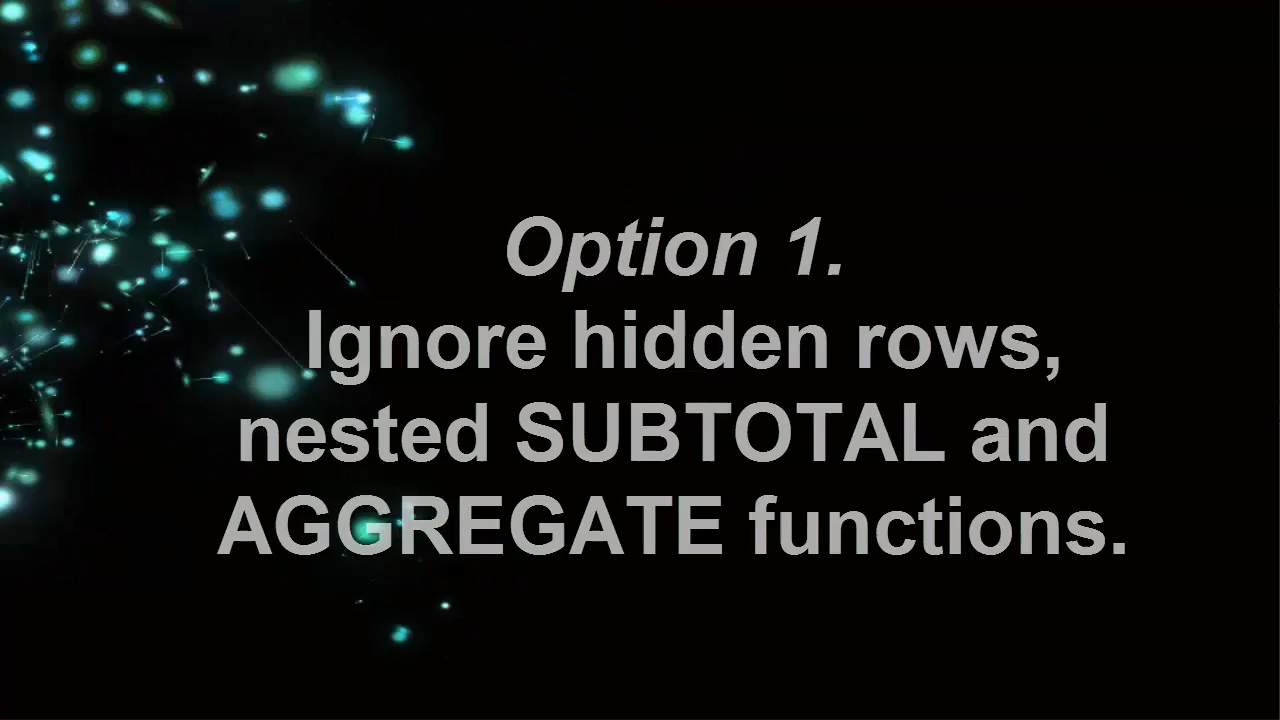 Option 1.
Ignore hidden rows,
nested SUBTOTAL and
AGGREGATE functions.